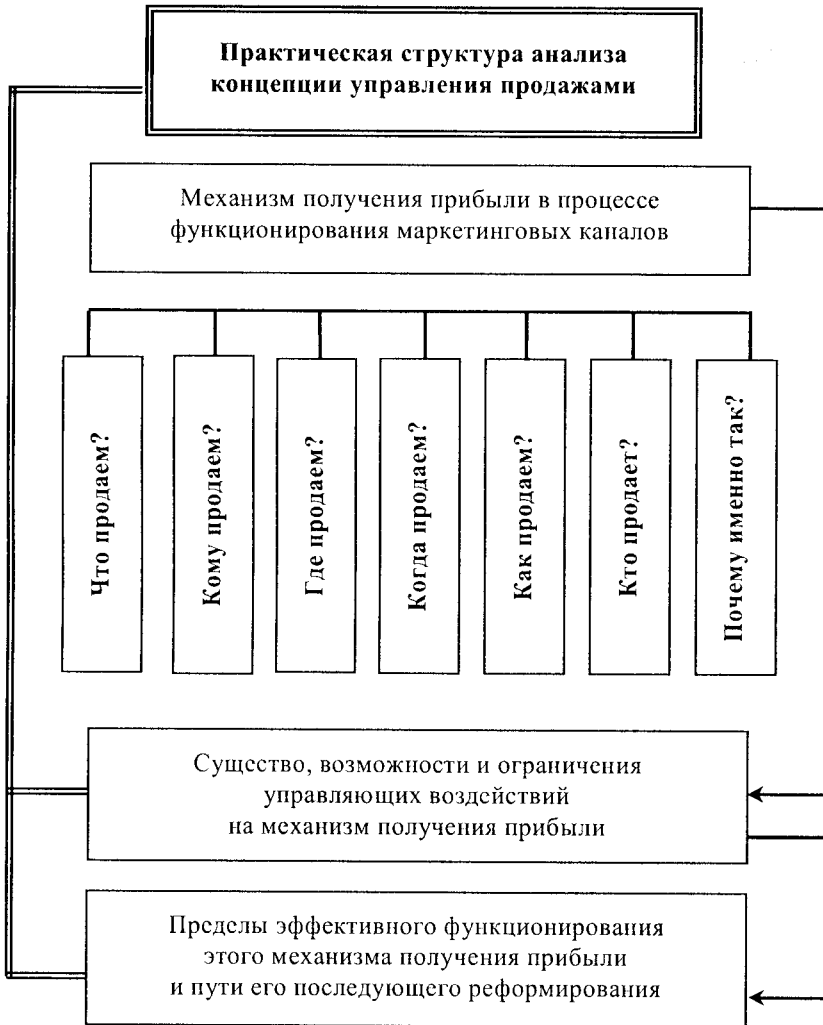 Практическая структура анализа
концепции управления продажами
Механизм получения прибыли в процессе
функционирования маркетинговых каналов
Что продаем?
Кому продаем?
Где продаем?
Когда продаем?
Как продаем?
Кто продает?
Почему именно так?
Существо, возможности и ограничения
управляющих воздействий
на механизм получения прибыли
Пределы эффективного функционирования
этого механизма получения прибыли
и пути его последующего реформирования